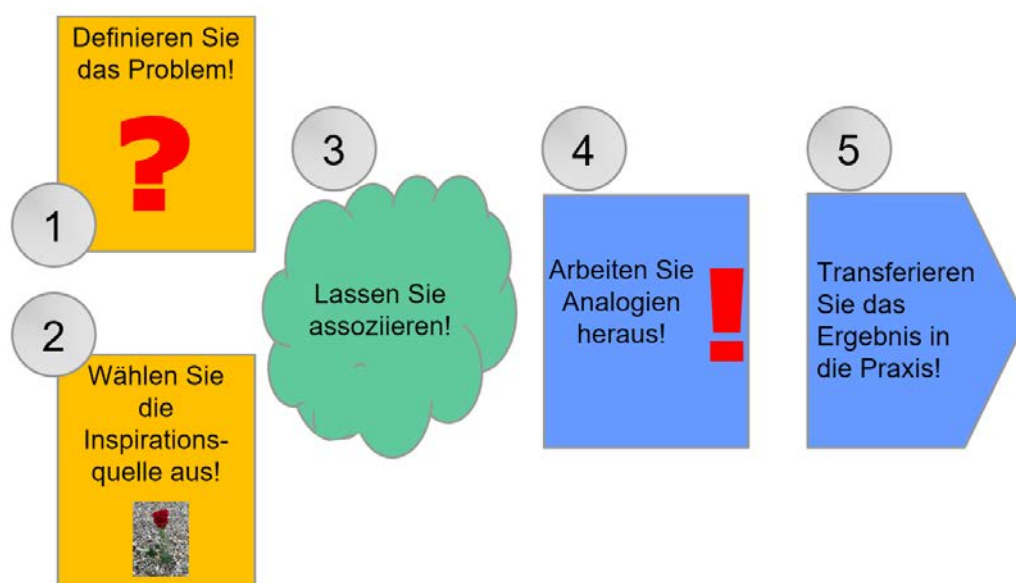 1
Definieren Sie
das Problem!
?
2
Wählen Sie
die
Inspirations-
quelle aus!
3
Lassen Sie
assoziieren!
4
Arbeiten Sie
Analogien
heraus!
!
5
Transferieren
Sie das
Ergebnis in
die Praxis!